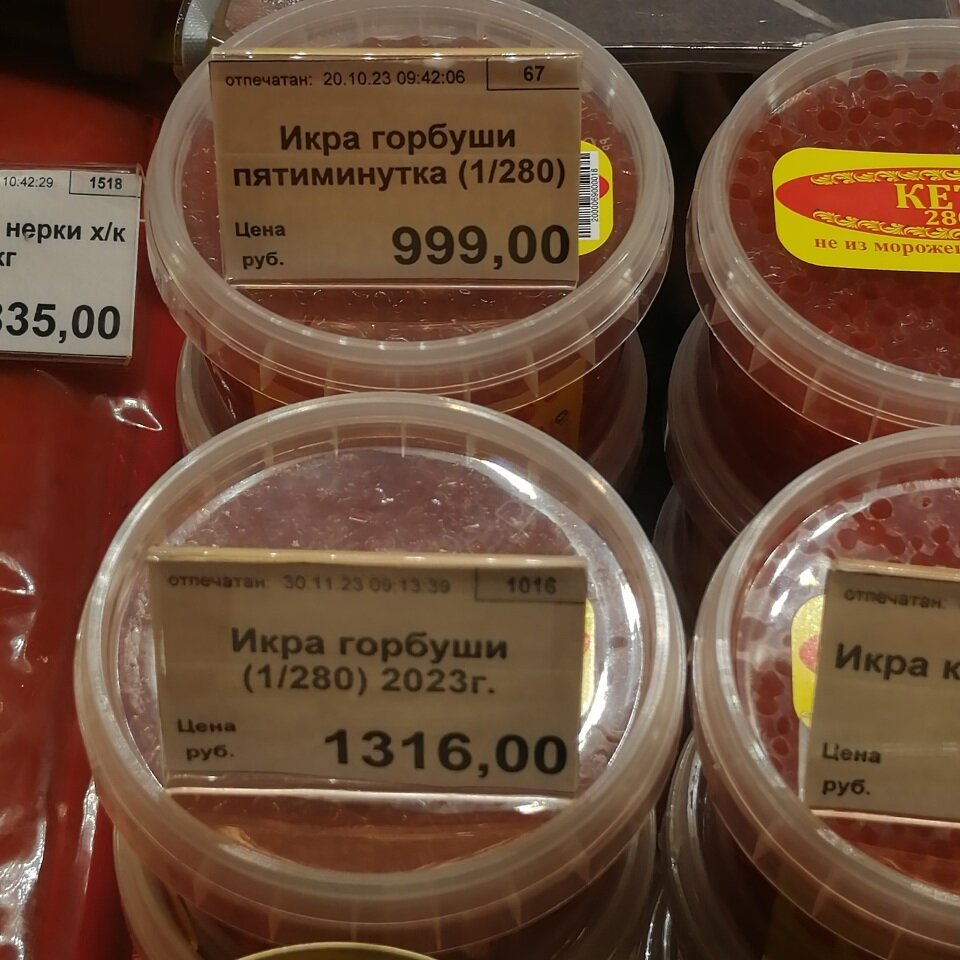 отпечатан: 20.10.23 09:42:06 67
Икра горбуши
пятиминутка (1/280)
Цена
руб.
999,00
2000069000018
10:42:29 1518
нерки х/к
335,00
КЕТ
280
не из морожен
отпечатан: 30.11.23 09:13:39 1016
Икра горбуши
(1/280) 2023г.
Цена
руб.
1316,00
отпечатан:
Икра к
Цена
руб.